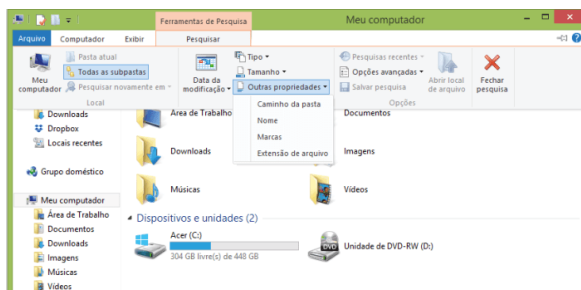 Ferramentas de Pesquisa
Meu computador
Arquivo
Computador
Exibir
Pesquisar
Meu computador
Pasta atual
Todas as subpastas
Pesquisar novamente em
Local
Data da modificação
Tipo
Tamanho
Outras propriedades
Caminho da pasta
Nome
Marcas
Extensão de arquivo
Pesquisas recentes
Opções avançadas
Salvar pesquisa
Abrir local de arquivo
Fechar pesquisa
Opções
Downloads
Dropbox
Locais recentes
Grupo doméstico
Meu computador
Área de Trabalho
Documentos
Downloads
Imagens
Músicas
Vídeos
Área de Trabalho
Documentos
Downloads
Imagens
Músicas
Vídeos
Dispositivos e unidades (2)
Acer (C:)
304 GB livre(s) de 448 GB
DVD
Unidade de DVD-RW (D:)